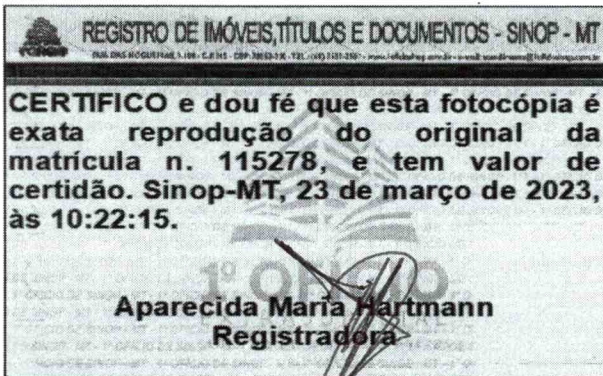 REGISTRO DE IMÓVEIS, TÍTULOS E DOCUMENTOS - SINOP - MT
CERTIFICO e dou fé que esta fotocópia é
exata reprodução do original da
matrícula n. 115278, e tem valor de
certidão. Sinop-MT, 23 de março de 2023,
às 10:22:15.
1º OFÍCIO
Aparecida Maria Hartmann
Registradora